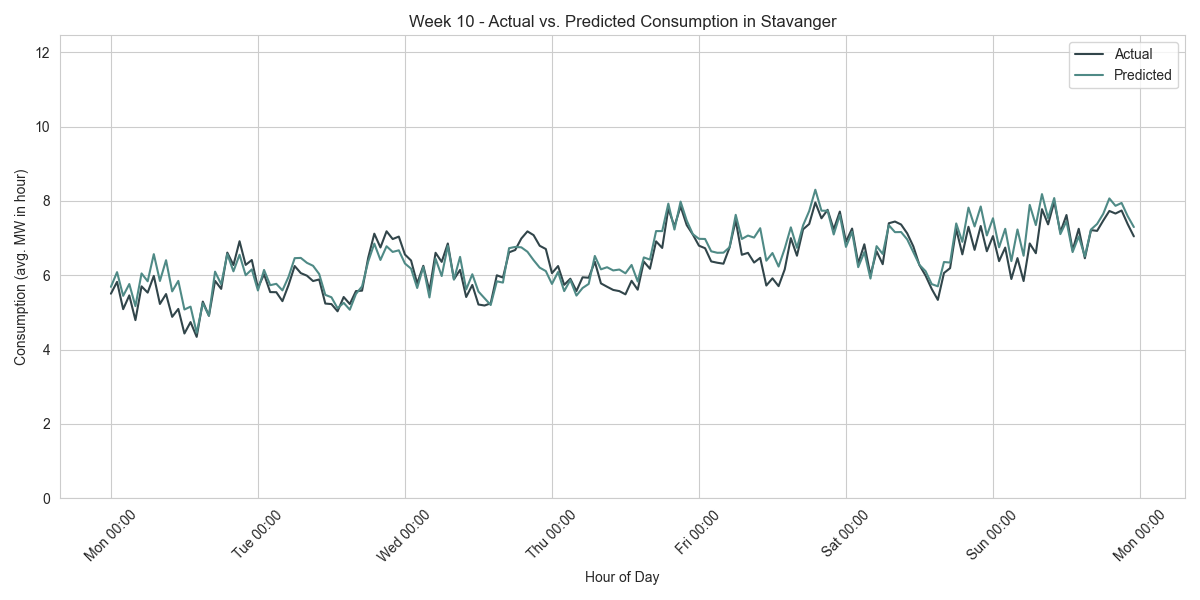 Week 10 - Actual vs. Predicted Consumption in Stavanger
Actual
Predicted
Consumption (avg. MW in hour)
12
10
8
6
4
2
0
Mon 00:00
Tue 00:00
Wed 00:00
Thu 00:00
Fri 00:00
Sat 00:00
Sun 00:00
Mon 00:00
Hour of Day